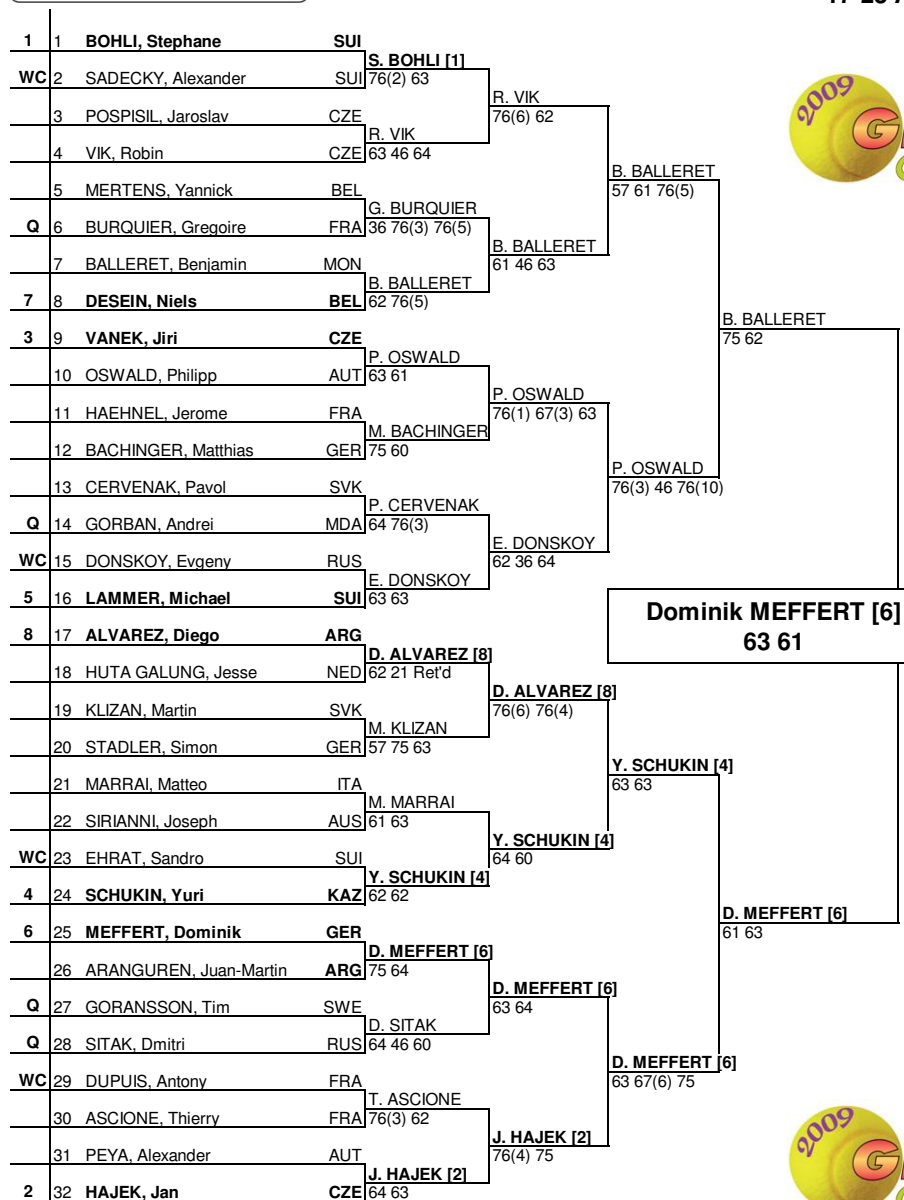 1 1 BOHLI, Stephane SUI
S. BOHLI [1]
WC 2 SADECKY, Alexander SUI 76(2) 63
R. VIK
3 POSPISIL, Jaroslav CZE 76(6) 62
R. VIK
4 VIK, Robin CZE 63 46 64
B. BALLERET
5 MERTENS, Yannick BEL 57 61 76(5)
G. BURQUIER
Q 6 BURQUIER, Gregoire FRA 36 76(3) 76(5)
B. BALLERET
7 BALLERET, Benjamin MON 61 46 63
B. BALLERET
7 8 DESEIN, Niels BEL 62 76(5)
B. BALLERET
3 9 VANEK, Jiri CZE 75 62
P. OSWALD
10 OSWALD, Philipp AUT 63 61
P. OSWALD
11 HAEHNEL, Jerome FRA 76(1) 67(3) 63
M. BACHINGER
12 BACHINGER, Matthias GER 75 60
P. OSWALD
13 CERVENAK, Pavol SVK 76(3) 46 76(10)
P. CERVENAK
Q 14 GORBAN, Andrei MDA 64 76(3)
E. DONSKOY
WC 15 DONSKOY, Evgeny RUS 62 36 64
E. DONSKOY
5 16 LAMMER, Michael SUI 63 63
Dominik MEFFERT [6]
63 61
8 17 ALVAREZ, Diego ARG
D. ALVAREZ [8]
18 HUTA GALUNG, Jesse NED 62 21 Ret'd
D. ALVAREZ [8]
19 KLIZAN, Martin SVK 76(6) 76(4)
M. KLIZAN
20 STADLER, Simon GER 57 75 63
Y. SCHUKIN [4]
21 MARRAI, Matteo ITA 63 63
M. MARRAI
22 SIRIANNI, Joseph AUS 61 63
Y. SCHUKIN [4]
WC 23 EHRAT, Sandro SUI 64 60
Y. SCHUKIN [4]
4 24 SCHUKIN, Yuri KAZ 62 62
D. MEFFERT [6]
6 25 MEFFERT, Dominik GER 61 63
D. MEFFERT [6]
26 ARANGUREN, Juan-Martin ARG 75 64
D. MEFFERT [6]
Q 27 GORANSSON, Tim SWE 63 64
D. SITAK
Q 28 SITAK, Dmitri RUS 64 46 60
D. MEFFERT [6]
WC 29 DUPUIS, Antony FRA 63 67(6) 75
T. ASCIONE
30 ASCIONE, Thierry FRA 76(3) 62
J. HAJEK [2]
31 PEYA, Alexander AUT 76(4) 75
J. HAJEK [2]
2 32 HAJEK, Jan CZE 64 63
2009
2009